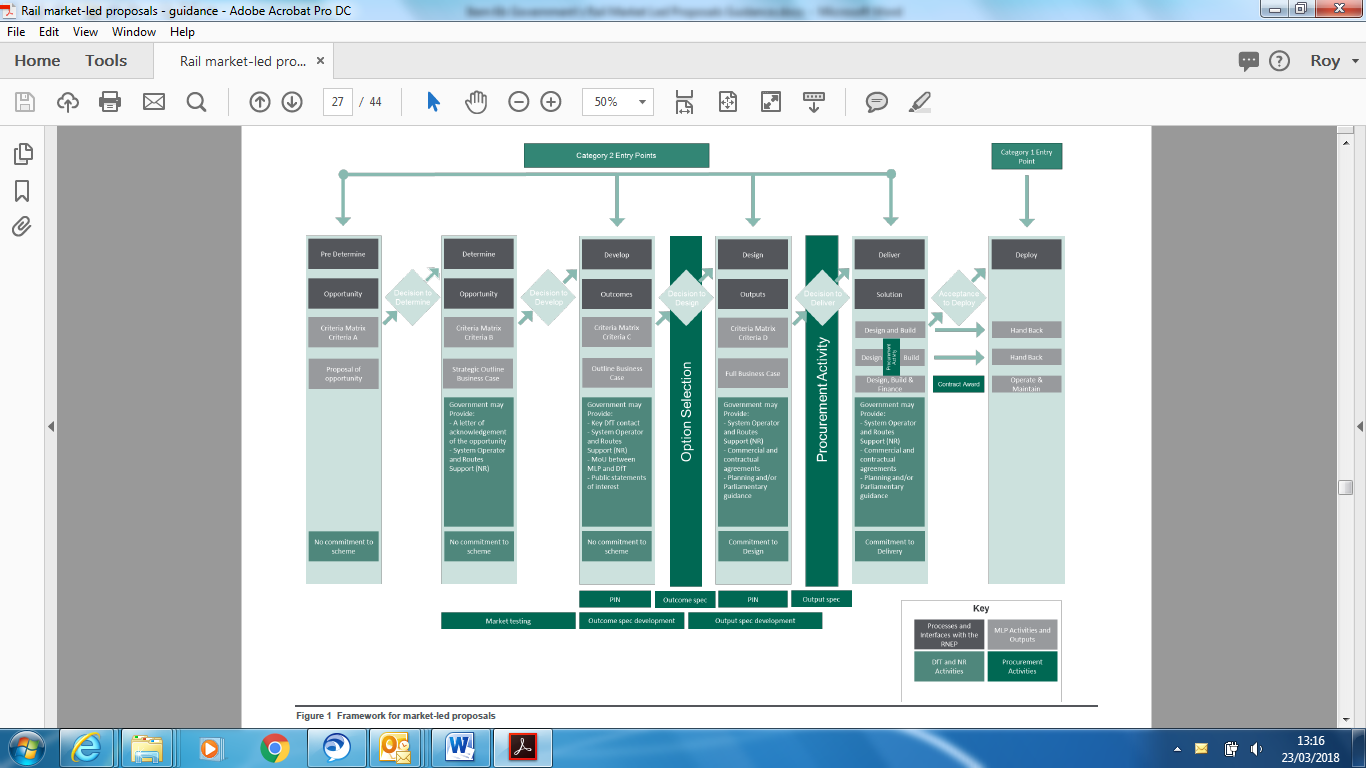 Rail market-led proposals - guidance - Adobe Acrobat Pro DC
File Edit View Window Help
Home Tools Rail market-led pro... × Roy
27 / 44 50%
Category 2 Entry Points
Category 1 Entry
Point
Pre Determine
Opportunity
Criteria Matrix
Criteria A
Proposal of
opportunity
No commitment to
scheme
Decision to
Determine
Determine
Opportunity
Criteria Matrix
Criteria B
Strategic Outline
Business Case
Government may
Provide:
- A letter of
acknowledgement
of the opportunity
- System Operator
and Routes
Support (NR)
No commitment to
scheme
Decision to
Develop
Develop
Outcomes
Criteria Matrix
Criteria C
Outline Business
Case
Government may
Provide:
- Key DfT contact
- System Operator
and Routes
Support (NR)
- MoU between
MLP and DfT
- Public statements
of interest
No commitment to
scheme
Decision to
Design
Option Selection
Design
Outputs
Criteria Matrix
Criteria D
Full Business Case
Government may
Provide:
- System Operator
and Routes
Support (NR)
- Commercial and
contractual
agreements
- Planning and/or
Parliamentary
guidance
Commitment to
Design
Decision to
Deliver
Procurement Activity
Deliver
Solution
Design and Build
Design Build
Procurement
Activity
Design, Build &
Finance
Government may
Provide:
- System Operator
and Routes
Support (NR)
- Commercial and
contractual
agreements
- Planning and/or
Parliamentary
guidance
Commitment to
Delivery
Acceptance
to Deploy
Contract Award
Deploy
Hand Back
Hand Back
Operate &
Maintain
PIN
Outcome spec
PIN
Output spec
Market testing
Outcome spec development
Output spec development
Key
Processes and
Interfaces with the
RNEP
MLP Activities and
Outputs
DfT and NR
Activities
Procurement
Activities
Figure 1 Framework for market-led proposals
13:16
23/03/2018